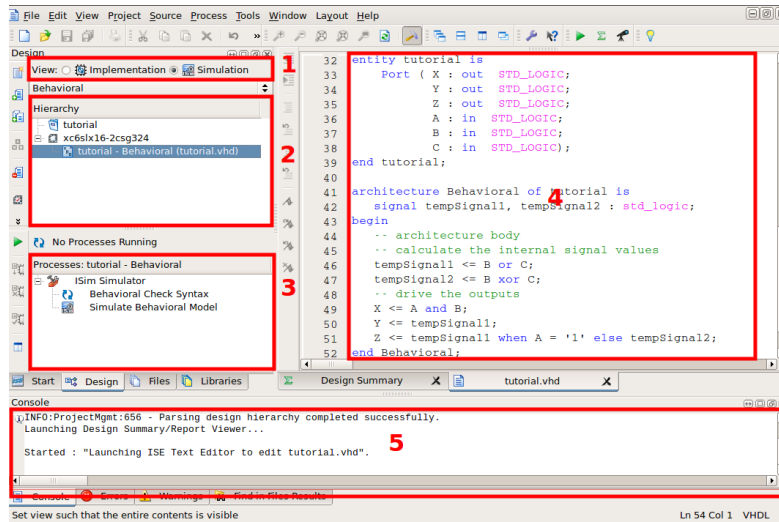 File Edit View Project Source Process Tools Window Layout Help
Design
View: Implementation Simulation
1
Behavioral
Hierarchy
tutorial
xc6slx16-2csg324
tutorial - Behavioral (tutorial.vhd)
2
No Processes Running
Processes: tutorial - Behavioral
ISim Simulator
Behavioral Check Syntax
Simulate Behavioral Model
3
Start Design Files Libraries
32 entity tutorial is
33 Port ( X : out STD_LOGIC;
34 Y : out STD_LOGIC;
35 Z : out STD_LOGIC;
36 A : in STD_LOGIC;
37 B : in STD_LOGIC;
38 C : in STD_LOGIC);
39 end tutorial;
40
41 architecture Behavioral of tutorial is
4
42 signal tempSignal1, tempSignal2 : std_logic;
43 begin
44 -- architecture body
45 -- calculate the internal signal values
46 tempSignal1 <= B or C;
47 tempSignal2 <= B xor C;
48 -- drive the outputs
49 X <= A and B;
50 Y <= tempSignal1;
51 Z <= tempSignal1 when A = '1' else tempSignal2;
52 end Behavioral;
Design Summary tutorial.vhd
Console
INFO:ProjectMgmt:656 - Parsing design hierarchy completed successfully.
Launching Design Summary/Report Viewer...
Started : "Launching ISE Text Editor to edit tutorial.vhd".
5
Console Errors Warnings Find in Files Results
Set view such that the entire contents is visible
Ln 54 Col 1 VHDL